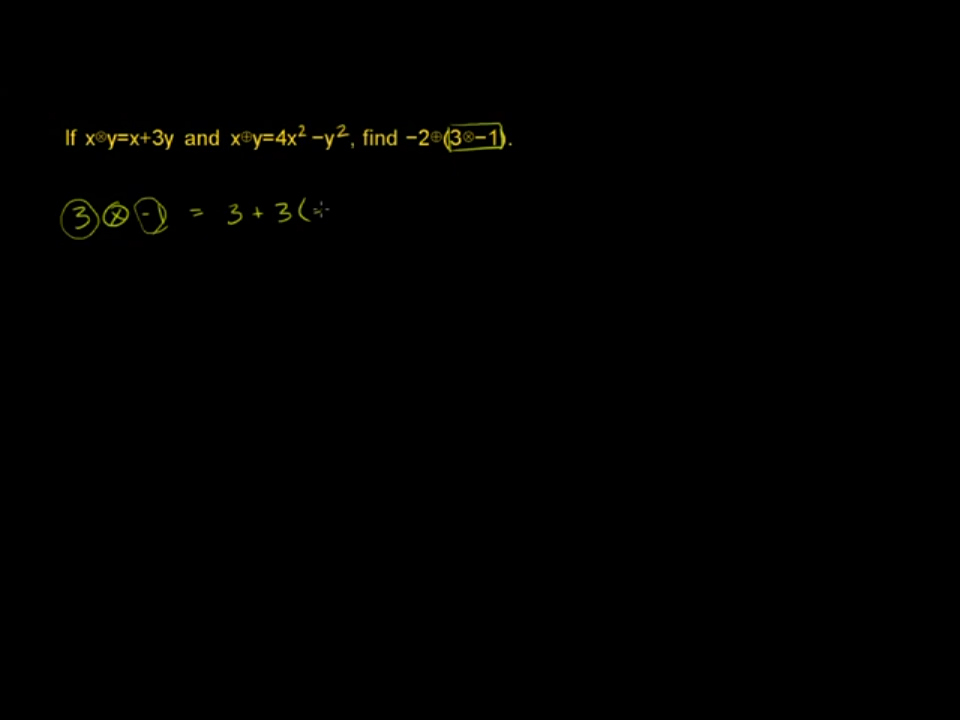 If x⊗y=x+3y and x⊕y=4x² −y², find −2⊕(3⊗−1).
3 ⊗ -1 = 3 + 3 (-